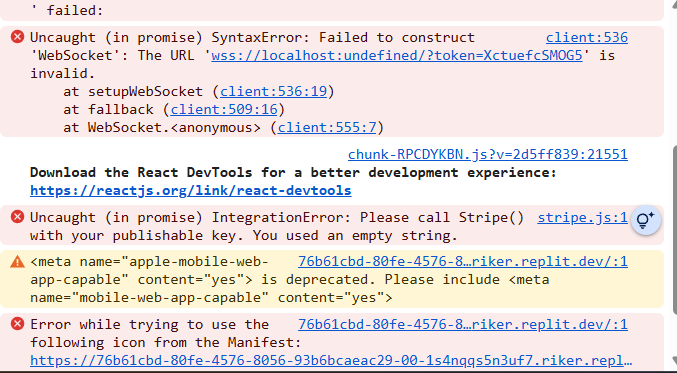 ' failed:
Uncaught (in promise) SyntaxError: Failed to construct client:536
'WebSocket': The URL 'wss://localhost:undefined/?token=XctuefcSMOG5' is
invalid.
at setupWebSocket (client:536:19)
at fallback (client:509:16)
at WebSocket.<anonymous> (client:555:7)
chunk-RPCDYKBN.js?v=2d5ff839:21551
Download the React DevTools for a better development experience:
https://reactjs.org/link/react-devtools
Uncaught (in promise) IntegrationError: Please call Stripe() stripe.js:1
with your publishable key. You used an empty string.
<meta name="apple-mobile-web- 76b61cbd-80fe-4576-8…riker.replit.dev/:1
app-capable" content="yes"> is deprecated. Please include <meta
name="mobile-web-app-capable" content="yes">
Error while trying to use the 76b61cbd-80fe-4576-8…riker.replit.dev/:1
following icon from the Manifest:
https://76b61cbd-80fe-4576-8056-93b6bcaeac29-00-1s4nqqs5n3uf7.riker.repl…